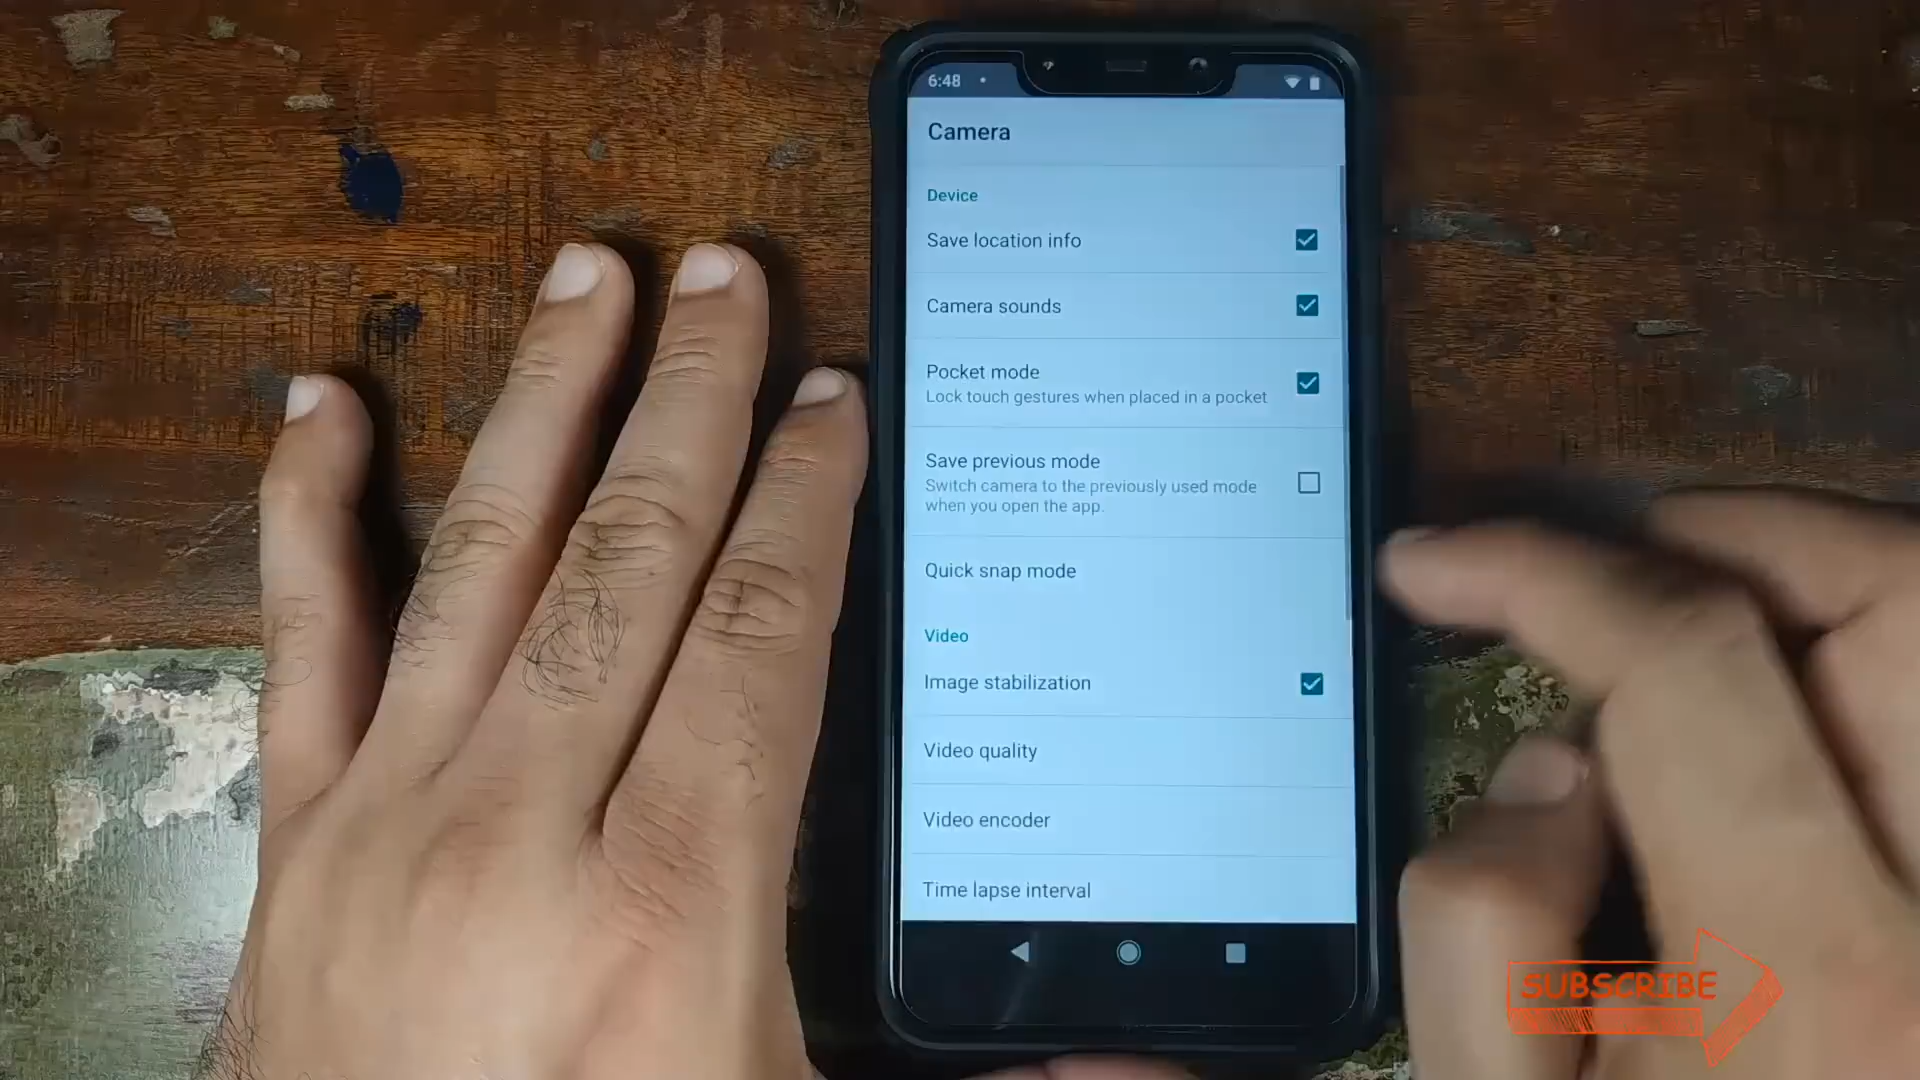 6:48
Camera
Device
Save location info
Camera sounds
Pocket mode
Lock touch gestures when placed in a pocket
Save previous mode
Switch camera to the previously used mode
when you open the app.
Quick snap mode
Video
Image stabilization
Video quality
Video encoder
Time lapse interval
SUBSCRIBE